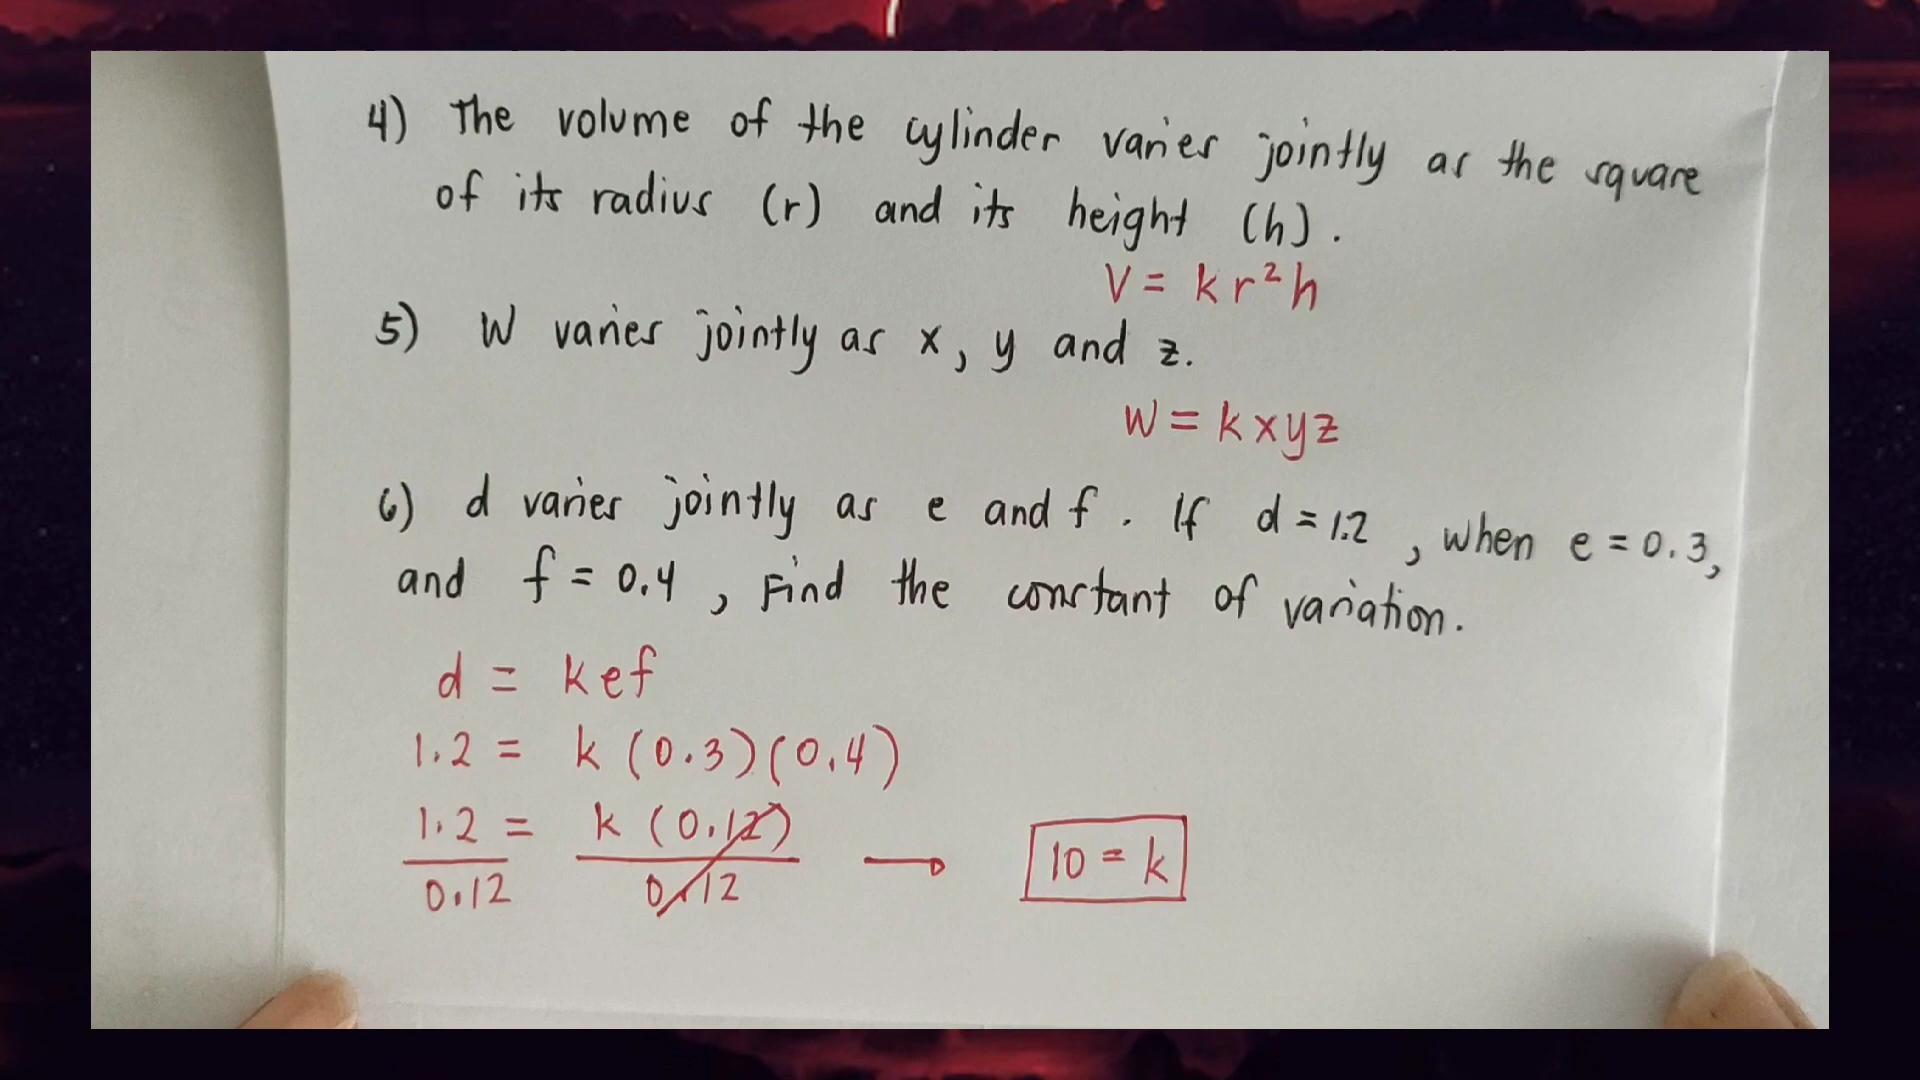 4) The volume of the cylinder varies jointly as the square
of its radius (r) and its height (h).
V = kr²h
5) W varies jointly as x, y and z.
W = kxyz
6) d varies jointly as e and f. If d = 1.2, when e = 0.3,
and f = 0.4, Find the constant of variation.
d = kef
1.2 = k(0.3)(0.4)
1.2 = k(0.12) → 10 = k
0.12 0.12